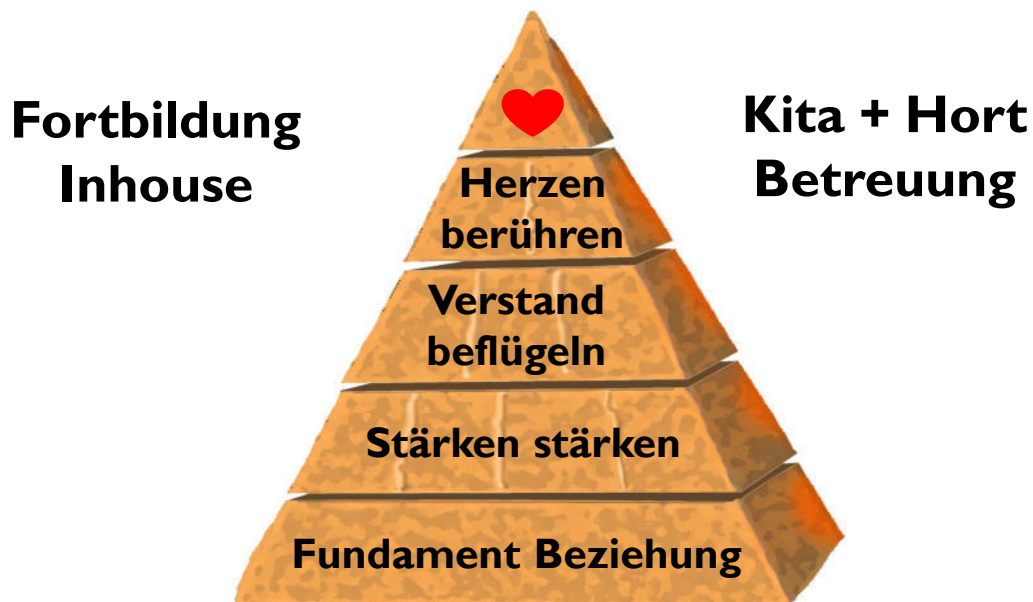 Fortbildung
Inhouse
Kita + Hort
Betreuung
Herzen
berühren
Verstand
beflügeln
Stärken stärken
Fundament Beziehung